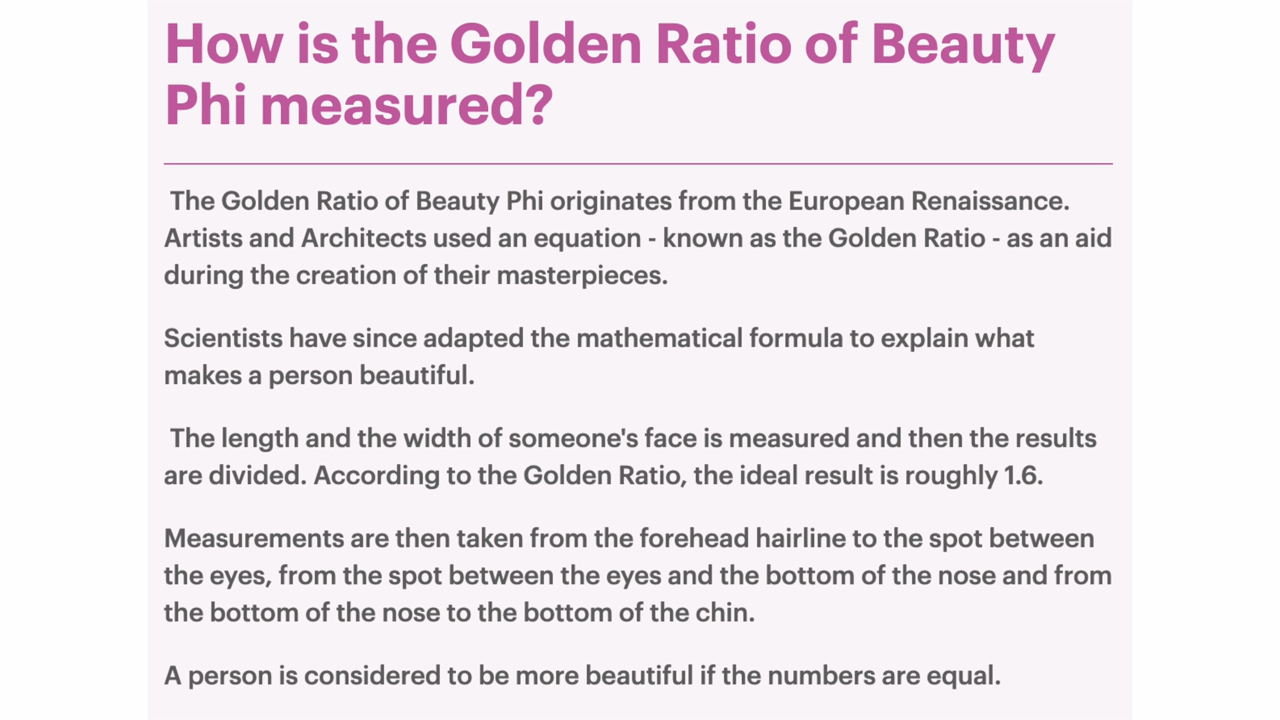 How is the Golden Ratio of Beauty
Phi measured?
The Golden Ratio of Beauty Phi originates from the European Renaissance.
Artists and Architects used an equation - known as the Golden Ratio - as an aid
during the creation of their masterpieces.
Scientists have since adapted the mathematical formula to explain what
makes a person beautiful.
The length and the width of someone's face is measured and then the results
are divided. According to the Golden Ratio, the ideal result is roughly 1.6.
Measurements are then taken from the forehead hairline to the spot between
the eyes, from the spot between the eyes and the bottom of the nose and from
the bottom of the nose to the bottom of the chin.
A person is considered to be more beautiful if the numbers are equal.